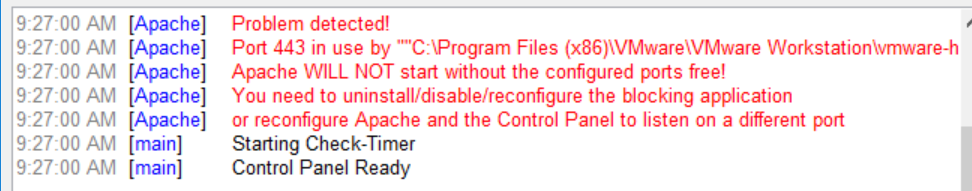 9:27:00 AM [Apache] Problem detected!
9:27:00 AM [Apache] Port 443 in use by ""C:\Program Files (x86)\VMware\VMware Workstation\vmware-h
9:27:00 AM [Apache] Apache WILL NOT start without the configured ports free!
9:27:00 AM [Apache] You need to uninstall/disable/reconfigure the blocking application
9:27:00 AM [Apache] or reconfigure Apache and the Control Panel to listen on a different port
9:27:00 AM [main] Starting Check-Timer
9:27:00 AM [main] Control Panel Ready